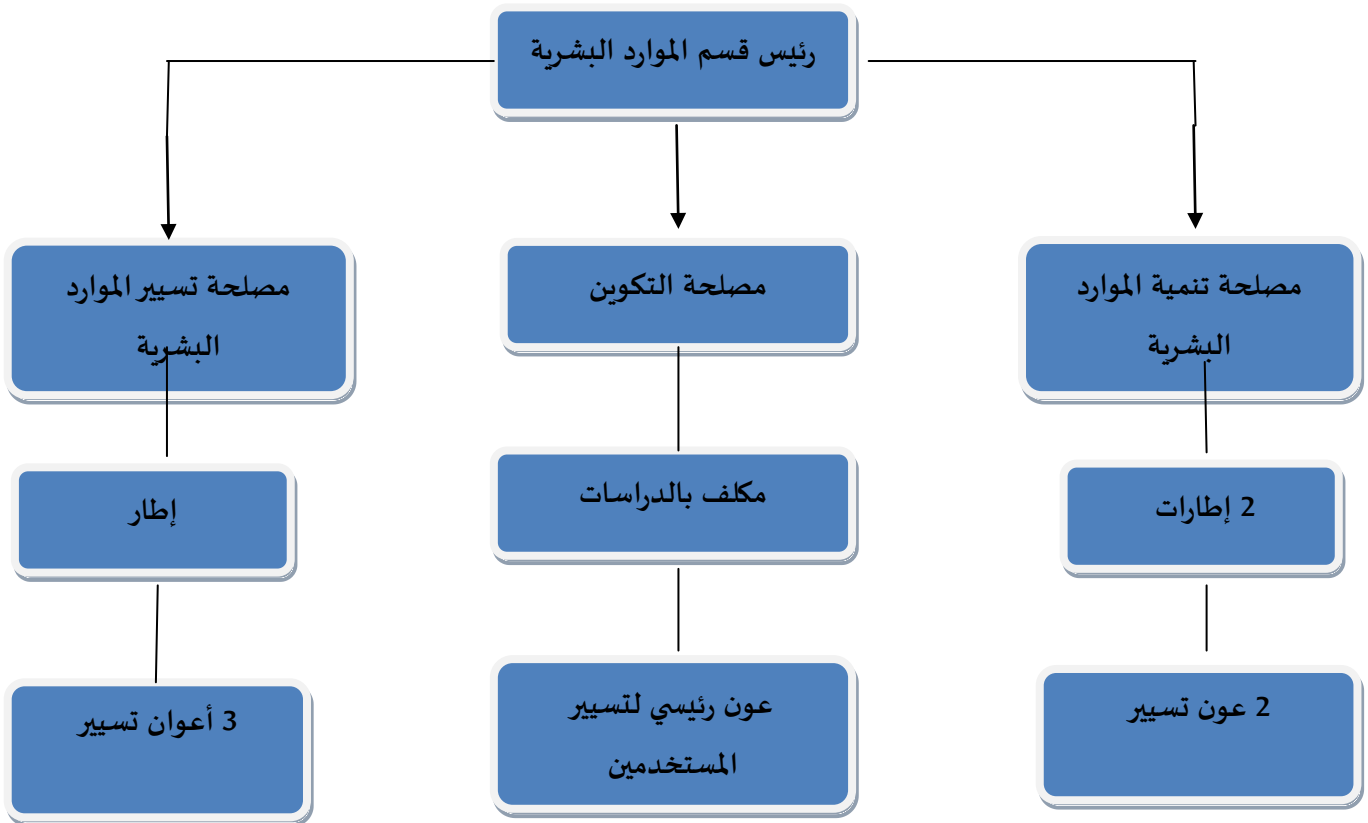 رئيس قسم الموارد البشرية
مصلحة تنمية الموارد
البشرية
مصلحة التكوين
مصلحة تسيير الموارد
البشرية
2 إطارات
مكلف بالدراسات
إطار
2 عون تسيير
عون رئيسي لتسيير
المستخدمين
3 أعوان تسيير